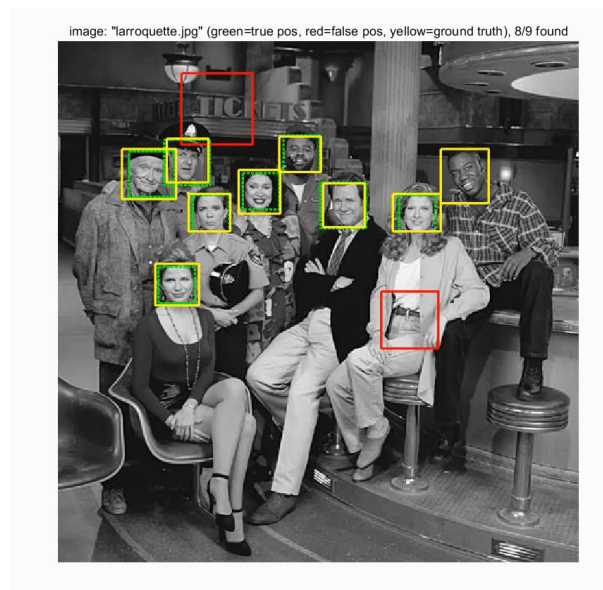 image: "larroquette.jpg" (green=true pos, red=false pos, yellow=ground truth), 8/9 found
TICKETS